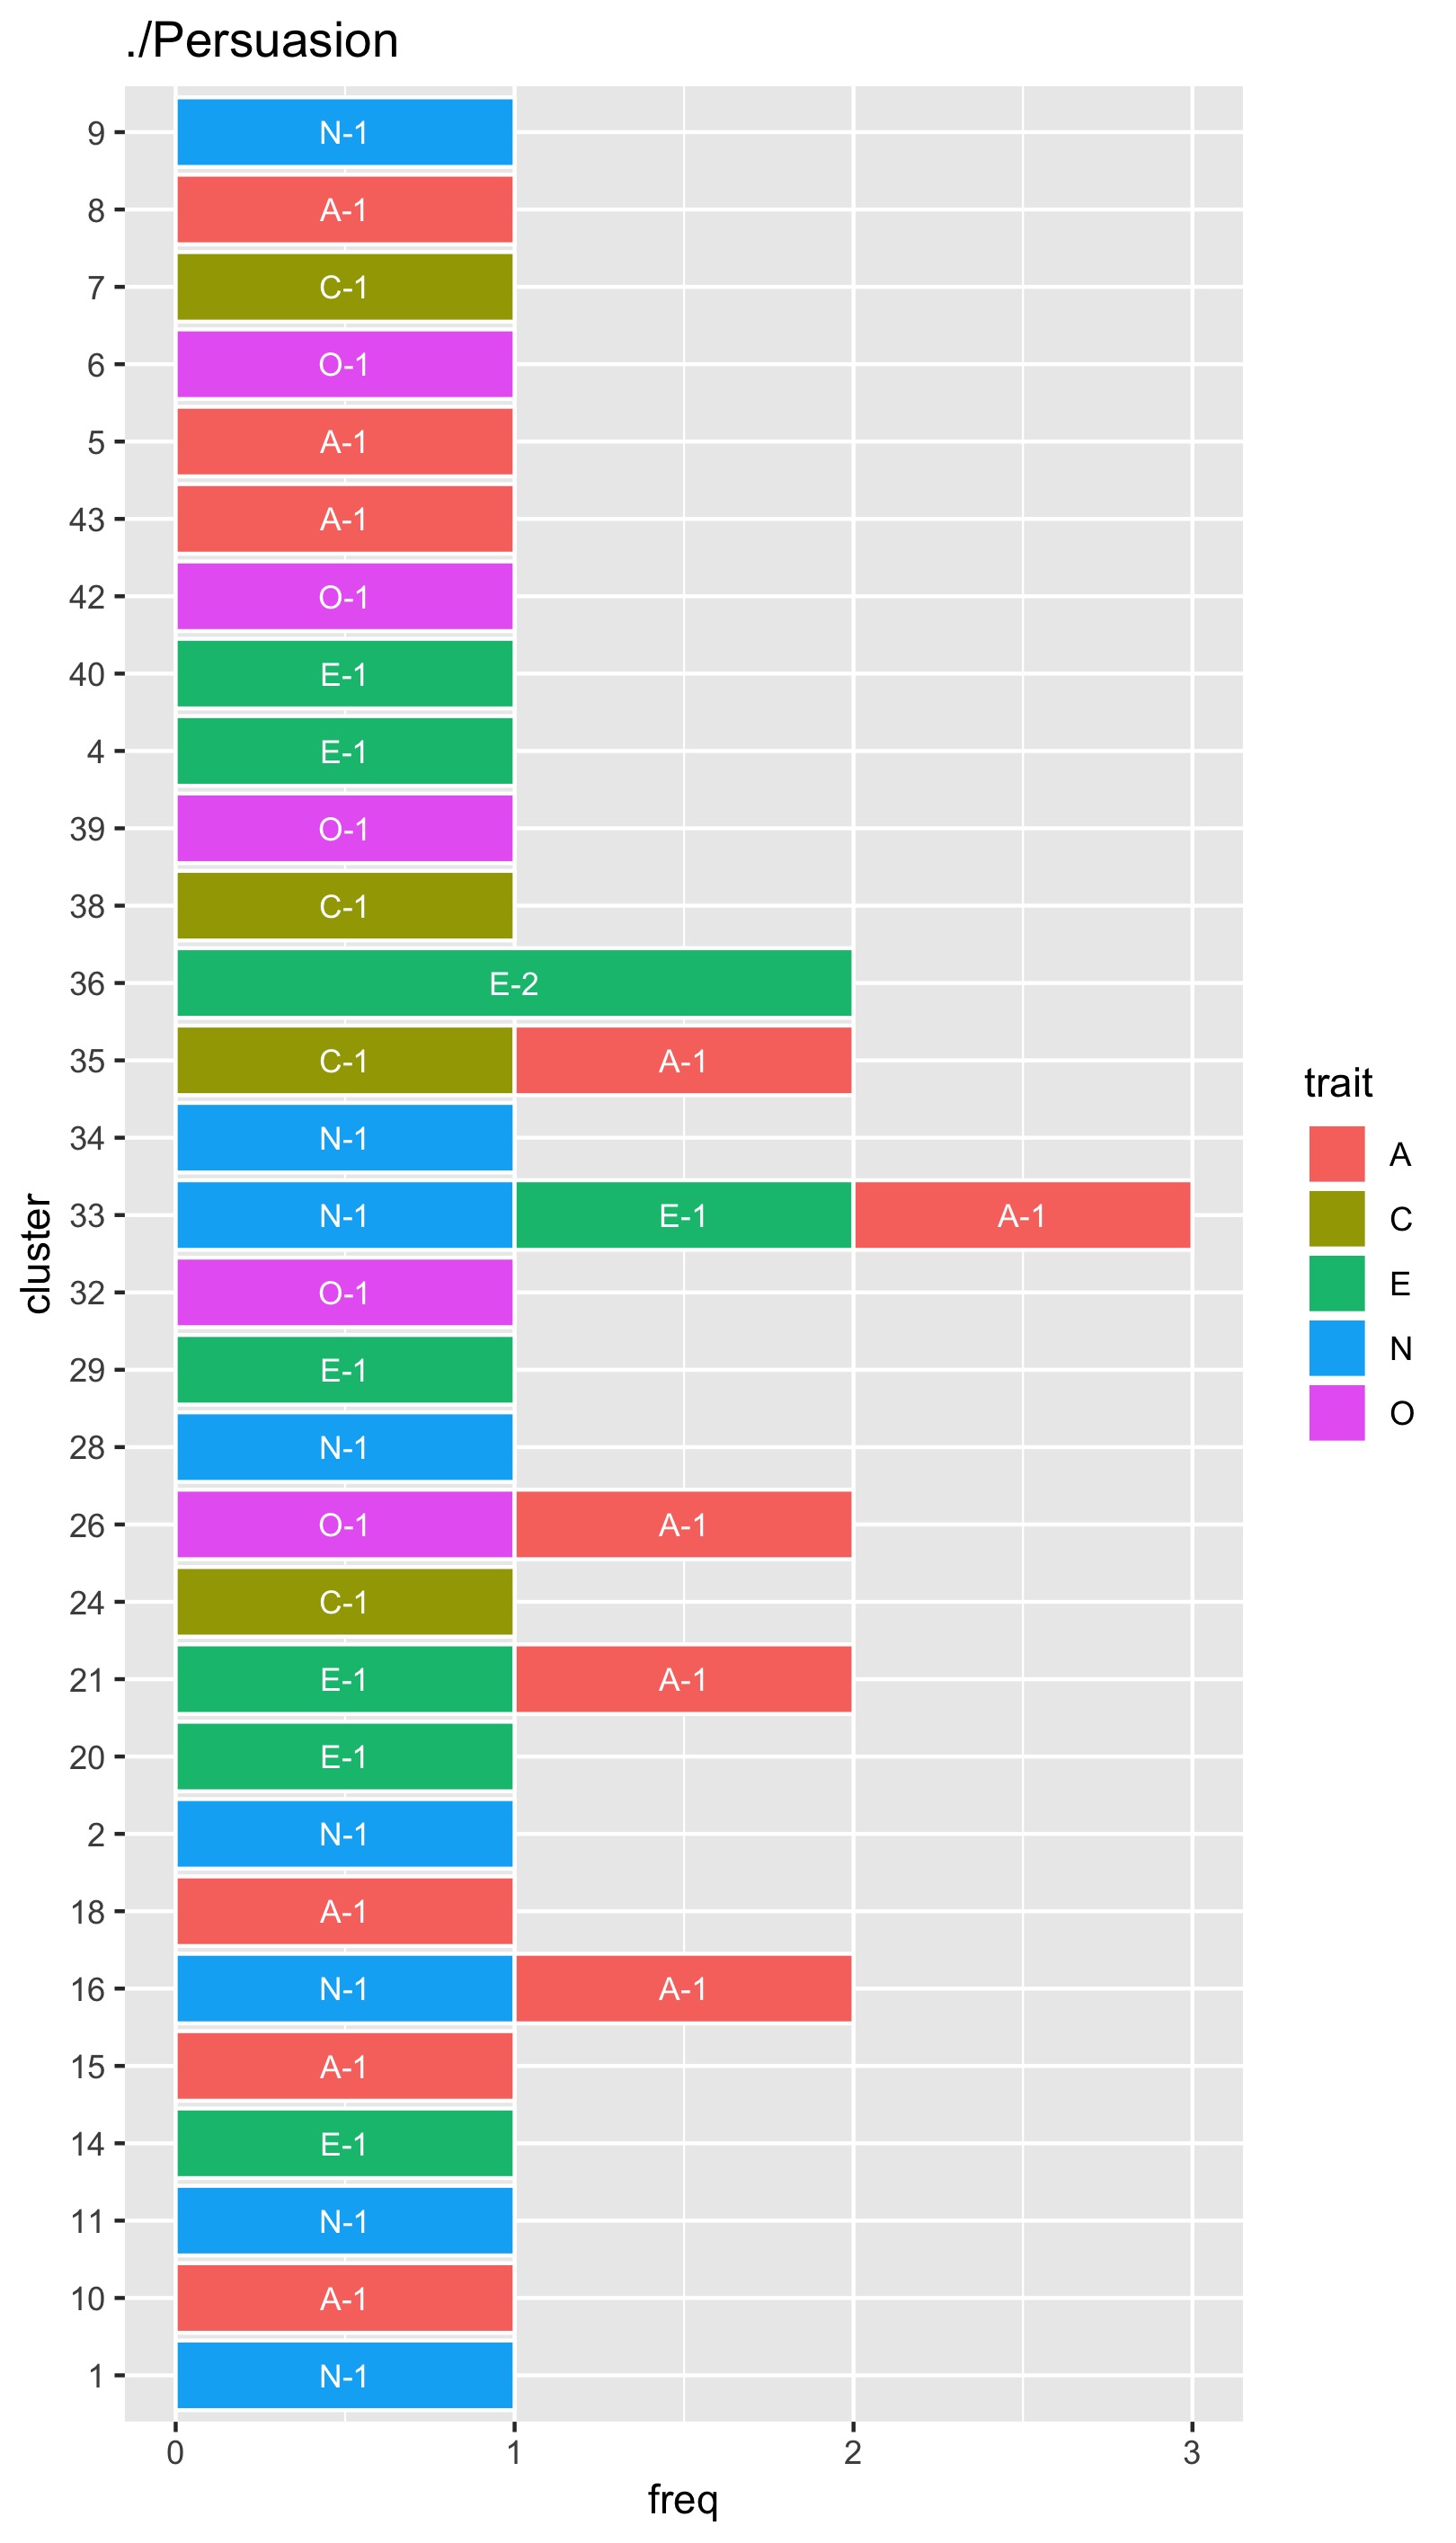 ./Persuasion
9 N-1
8 A-1
7 C-1
6 O-1
5 A-1
43 A-1
42 O-1
40 E-1
4 E-1
39 O-1
38 C-1
36 E-2
35 C-1 A-1
34 N-1
33 N-1 E-1 A-1
32 O-1
29 E-1
28 N-1
26 O-1 A-1
24 C-1
21 E-1 A-1
20 E-1
2 N-1
18 A-1
16 N-1 A-1
15 A-1
14 E-1
11 N-1
10 A-1
1 N-1
0 1 2 3
freq
cluster
trait
A
C
E
N
O